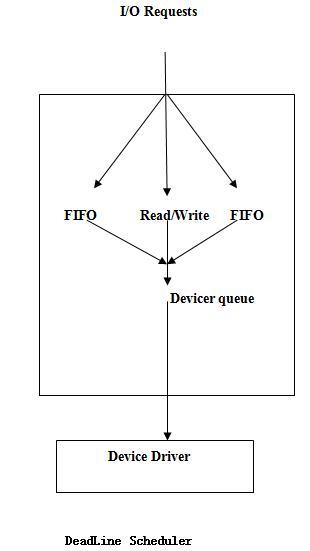 I/O Requests
FIFO Read/Write FIFO
Devicer queue
Device Driver
DeadLine Scheduler